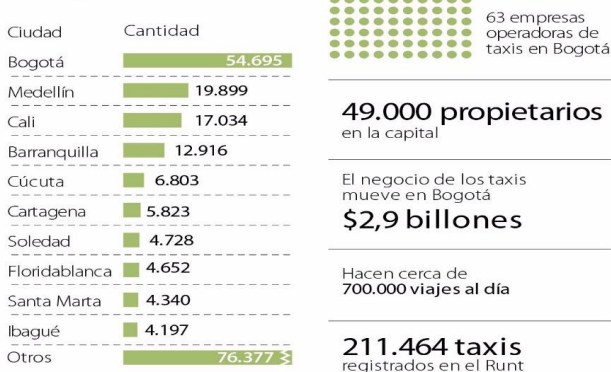 Ciudad Cantidad
Bogotá 54.695
Medellín 19.899
Cali 17.034
Barranquilla 12.916
Cúcuta 6.803
Cartagena 5.823
Soledad 4.728
Floridablanca 4.652
Santa Marta 4.340
Ibagué 4.197
Otros 76.377
63 empresas
operadoras de
taxis en Bogotá
49.000 propietarios
en la capital
El negocio de los taxis
mueve en Bogotá
$2,9 billones
Hacen cerca de
700.000 viajes al día
211.464 taxis
registrados en el Runt